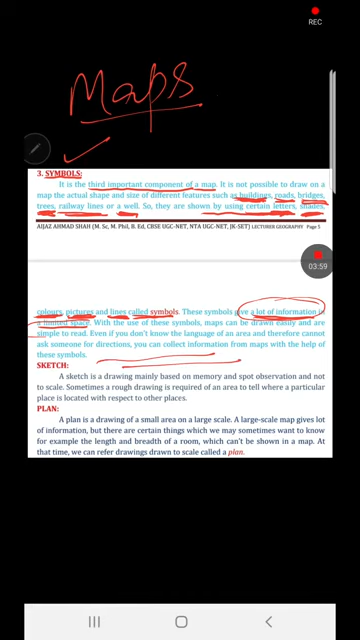 REC
Maps
3. SYMBOLS:
It is the third important component of a map. It is not possible to draw on a
map the actual shape and size of different features such as buildings, roads, bridges,
trees, railway lines or a well. So, they are shown by using certain letters, shades,
AIJAZ AHMAD SHAH (M. Sc, M. Phil, B. Ed, CRSE UGC-NET, NTA UGC-NET, JK-SET) LECTURER GEOGRAPHY Page 5
03:59
colours, pictures and lines called symbols. These symbols give a lot of information in
a limited space. With the use of these symbols, maps can be drawn easily and are
simple to read. Even if you don't know the language of an area and therefore cannot
ask someone for directions, you can collect information from maps with the help of
these symbols.
SKETCH:
A sketch is a drawing mainly based on memory and spot observation and not
to scale. Sometimes a rough drawing is required of an area to tell where a particular
place is located with respect to other places.
PLAN:
A plan is a drawing of a small area on a large scale. A large-scale map gives lot
of information, but there are certain things which we may sometimes want to know
for example the length and breadth of a room, which can't be shown in a map. At
that time, we can refer drawings drawn to scale called a plan.